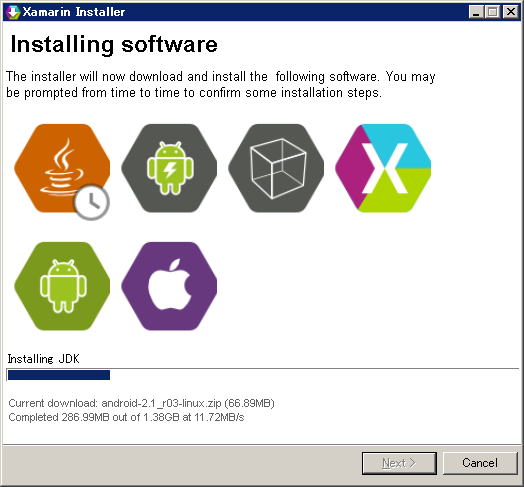 Xamarin Installer
Installing software
The installer will now download and install the following software. You may
be prompted from time to time to confirm some installation steps.
Installing JDK
Current download: android-2.1_r03-linux.zip (66.89MB)
Completed 286.99MB out of 1.38GB at 11.72MB/s
Next >
Cancel